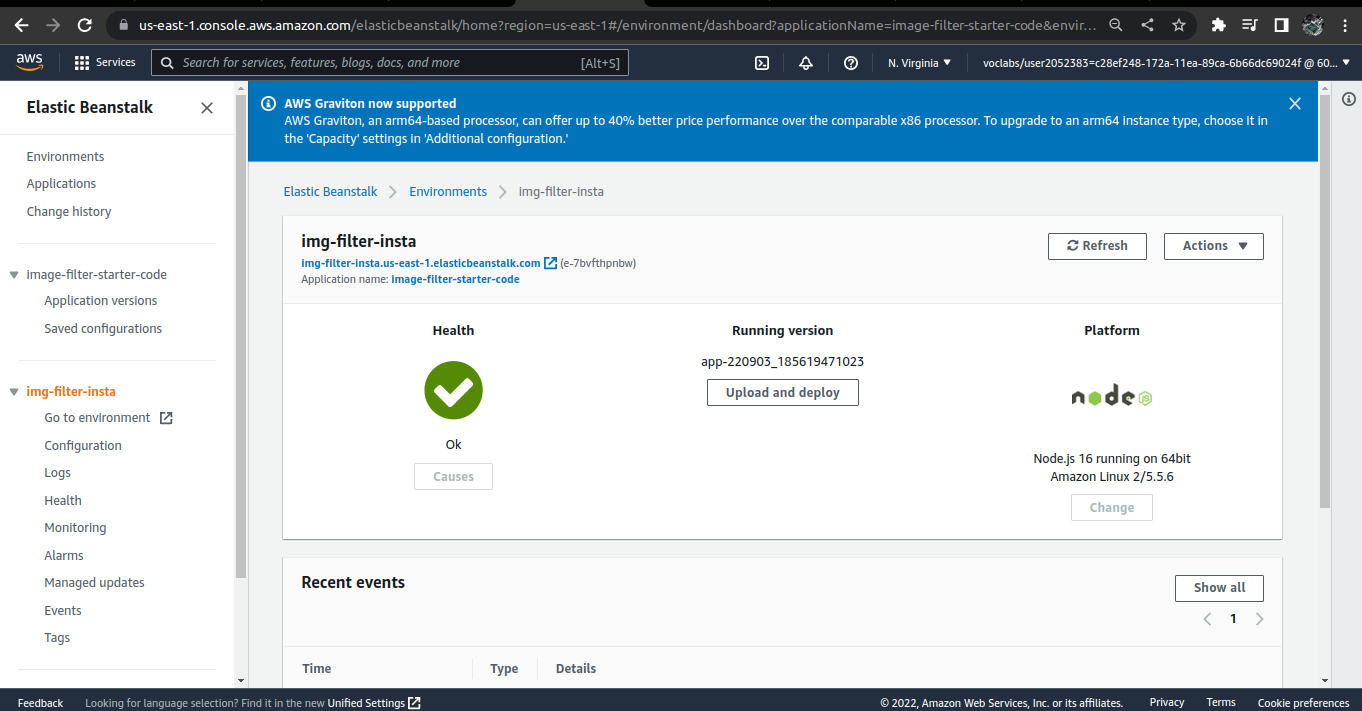 us-east-1.console.aws.amazon.com/elasticbeanstalk/home?region=us-east-1#/environment/dashboard?applicationName=image-filter-starter-code&envir...
aws
Services
Search for services, features, blogs, docs, and more
[Alt+S]
N. Virginia
voclabs/user2052383=c28ef248-172a-11ea-89ca-6b66dc69024f @ 60...
Elastic Beanstalk
Environments
Applications
Change history
image-filter-starter-code
Application versions
Saved configurations
img-filter-insta
Go to environment
Configuration
Logs
Health
Monitoring
Alarms
Managed updates
Events
Tags
AWS Graviton now supported
AWS Graviton, an arm64-based processor, can offer up to 40% better price performance over the comparable x86 processor. To upgrade to an arm64 instance type, choose it in
the 'Capacity' settings in 'Additional configuration.'
Elastic Beanstalk > Environments > img-filter-insta
img-filter-insta
img-filter-insta.us-east-1.elasticbeanstalk.com (e-7bvfthpnbw)
Application name: image-filter-starter-code
Refresh
Actions
Health
Ok
Causes
Running version
app-220903_185619471023
Upload and deploy
Platform
node
JS
Node.js 16 running on 64bit
Amazon Linux 2/5.5.6
Change
Recent events
Show all
1
Time
Type
Details
Feedback
Looking for language selection? Find it in the new Unified Settings
© 2022, Amazon Web Services, Inc. or its affiliates.
Privacy
Terms
Cookie preferences